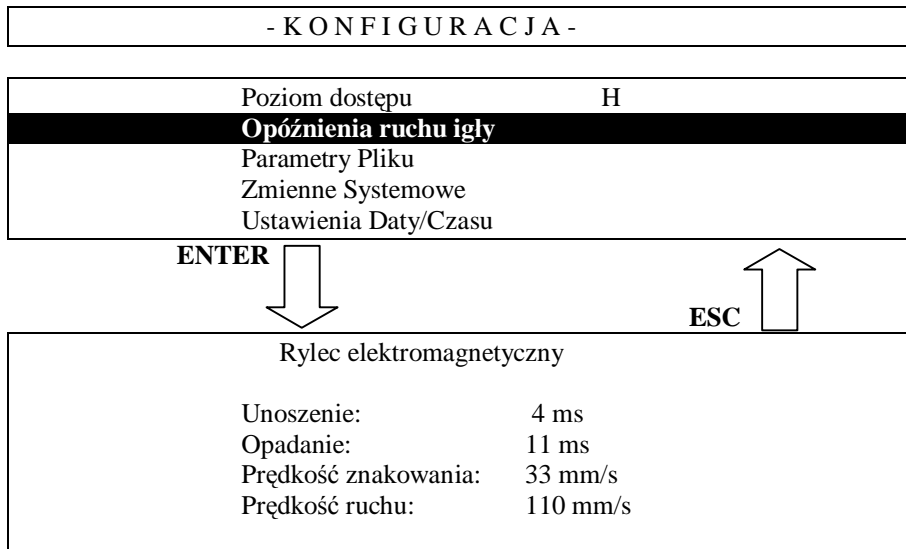 - K O N F I G U R A C J A -
Poziom dostępu H
Opóźnienia ruchu igły
Parametry Pliku
Zmienne Systemowe
Ustawienia Daty/Czasu
ENTER
ESC
Rylec elektromagnetyczny
Unoszenie: 4 ms
Opadanie: 11 ms
Prędkość znakowania: 33 mm/s
Prędkość ruchu: 110 mm/s